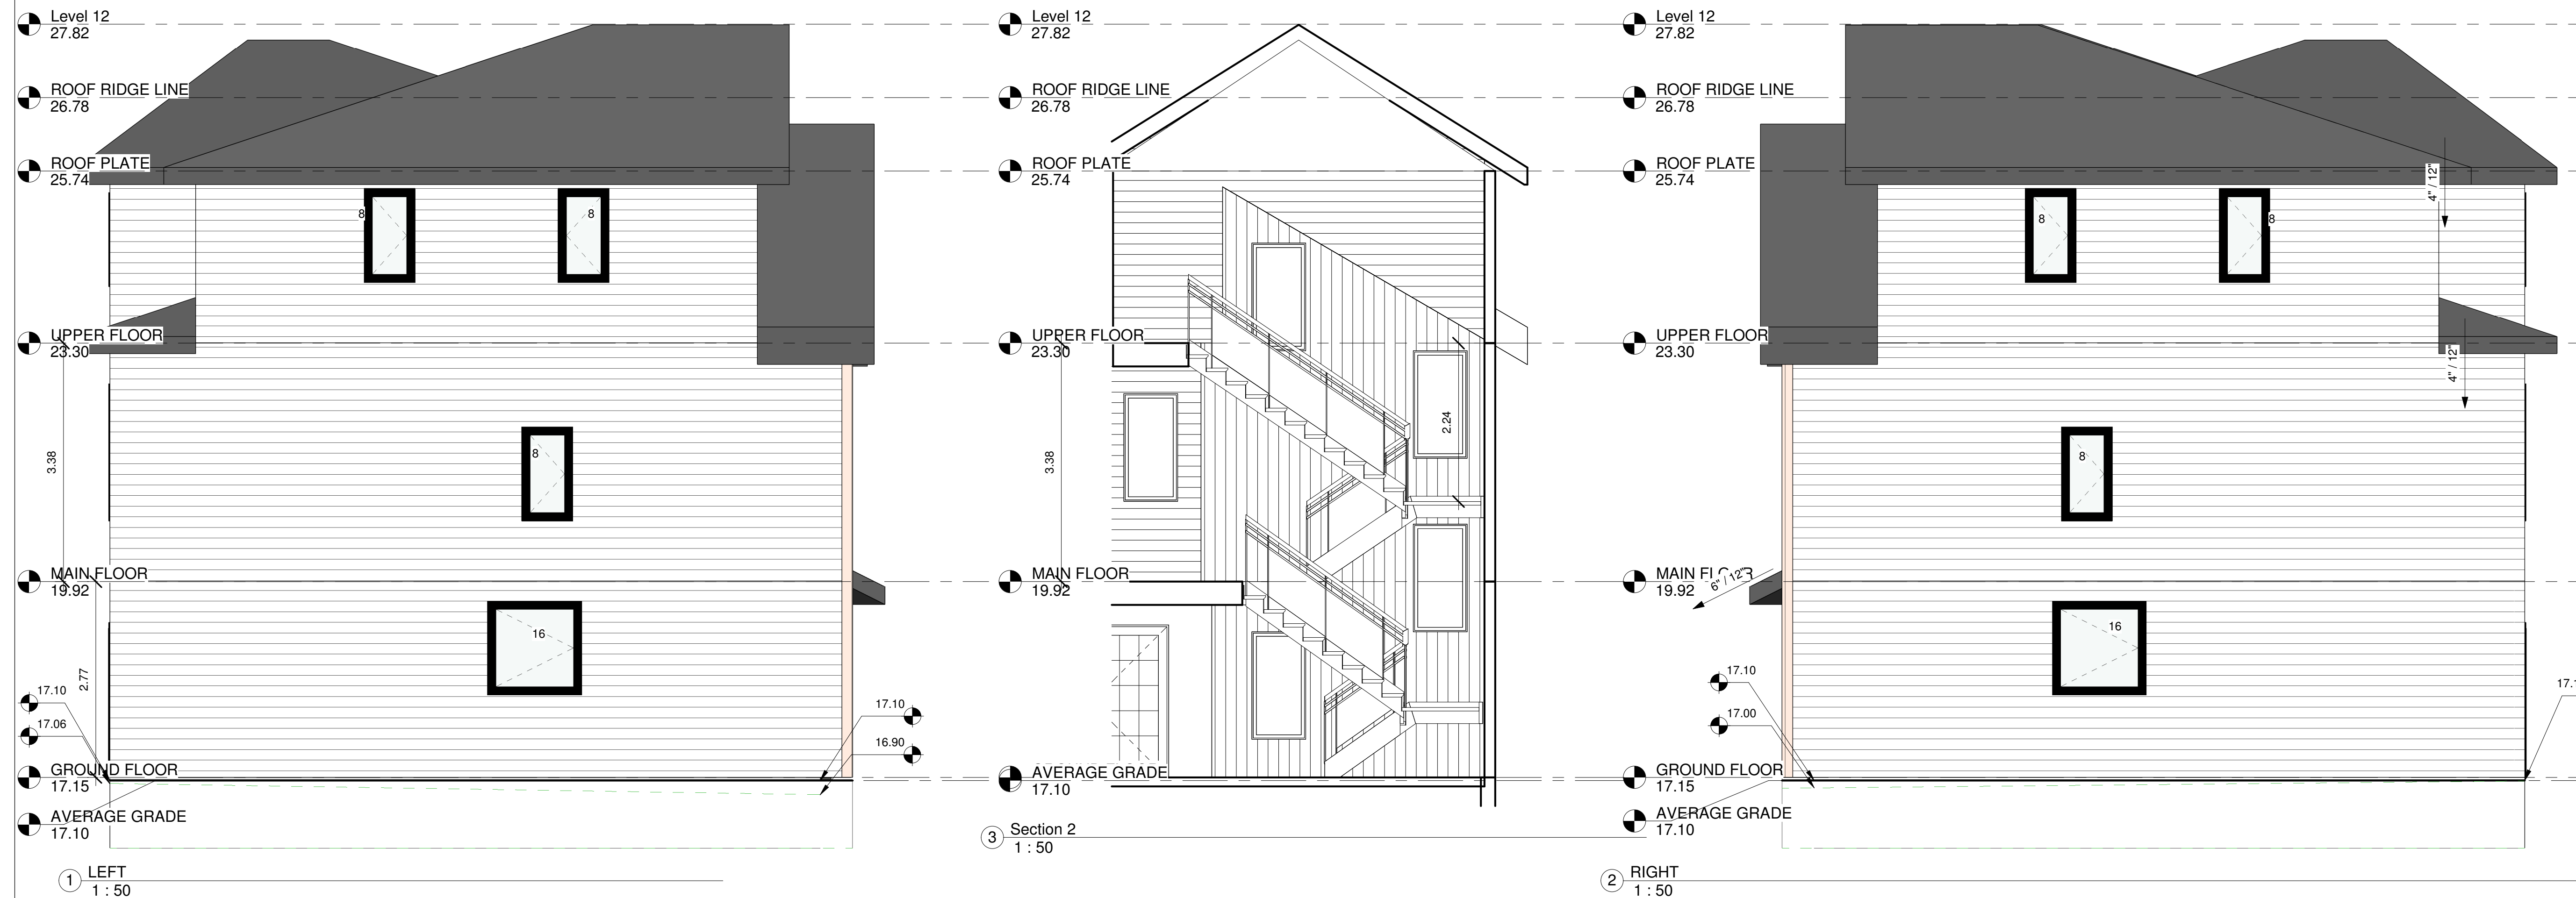 Level 12
27.82
ROOF RIDGE LINE
26.78
ROOF PLATE
25.74
8
8
UPPER FLOOR
23.30
3.38
8
MAIN FLOOR
19.92
16
2.77
17.10
17.06
17.10
16.90
GROUND FLOOR
17.15
AVERAGE GRADE
17.10
1
LEFT
1 : 50
Level 12
27.82
ROOF RIDGE LINE
26.78
ROOF PLATE
25.74
UPPER FLOOR
23.30
2.24
3.38
MAIN FLOOR
19.92
AVERAGE GRADE
17.10
3
Section 2
1 : 50
Level 12
27.82
ROOF RIDGE LINE
26.78
ROOF PLATE
25.74
4" / 12"
8
8
UPPER FLOOR
23.30
4" / 12"
8
MAIN FLOOR
19.92
6" / 12"
16
17.10
17.00
GROUND FLOOR
17.15
AVERAGE GRADE
17.10
2
RIGHT
1 : 50